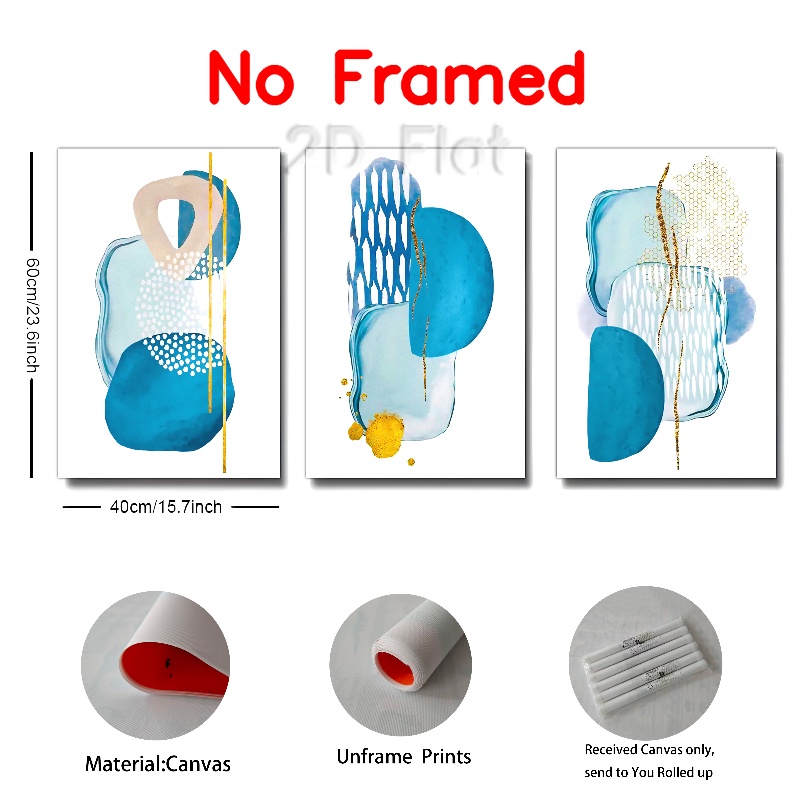 No Framed
2D Flat
60cm/23.6inch
40cm/15.7inch
Material:Canvas
Unframe Prints
Received Canvas only,
send to You Rolled up